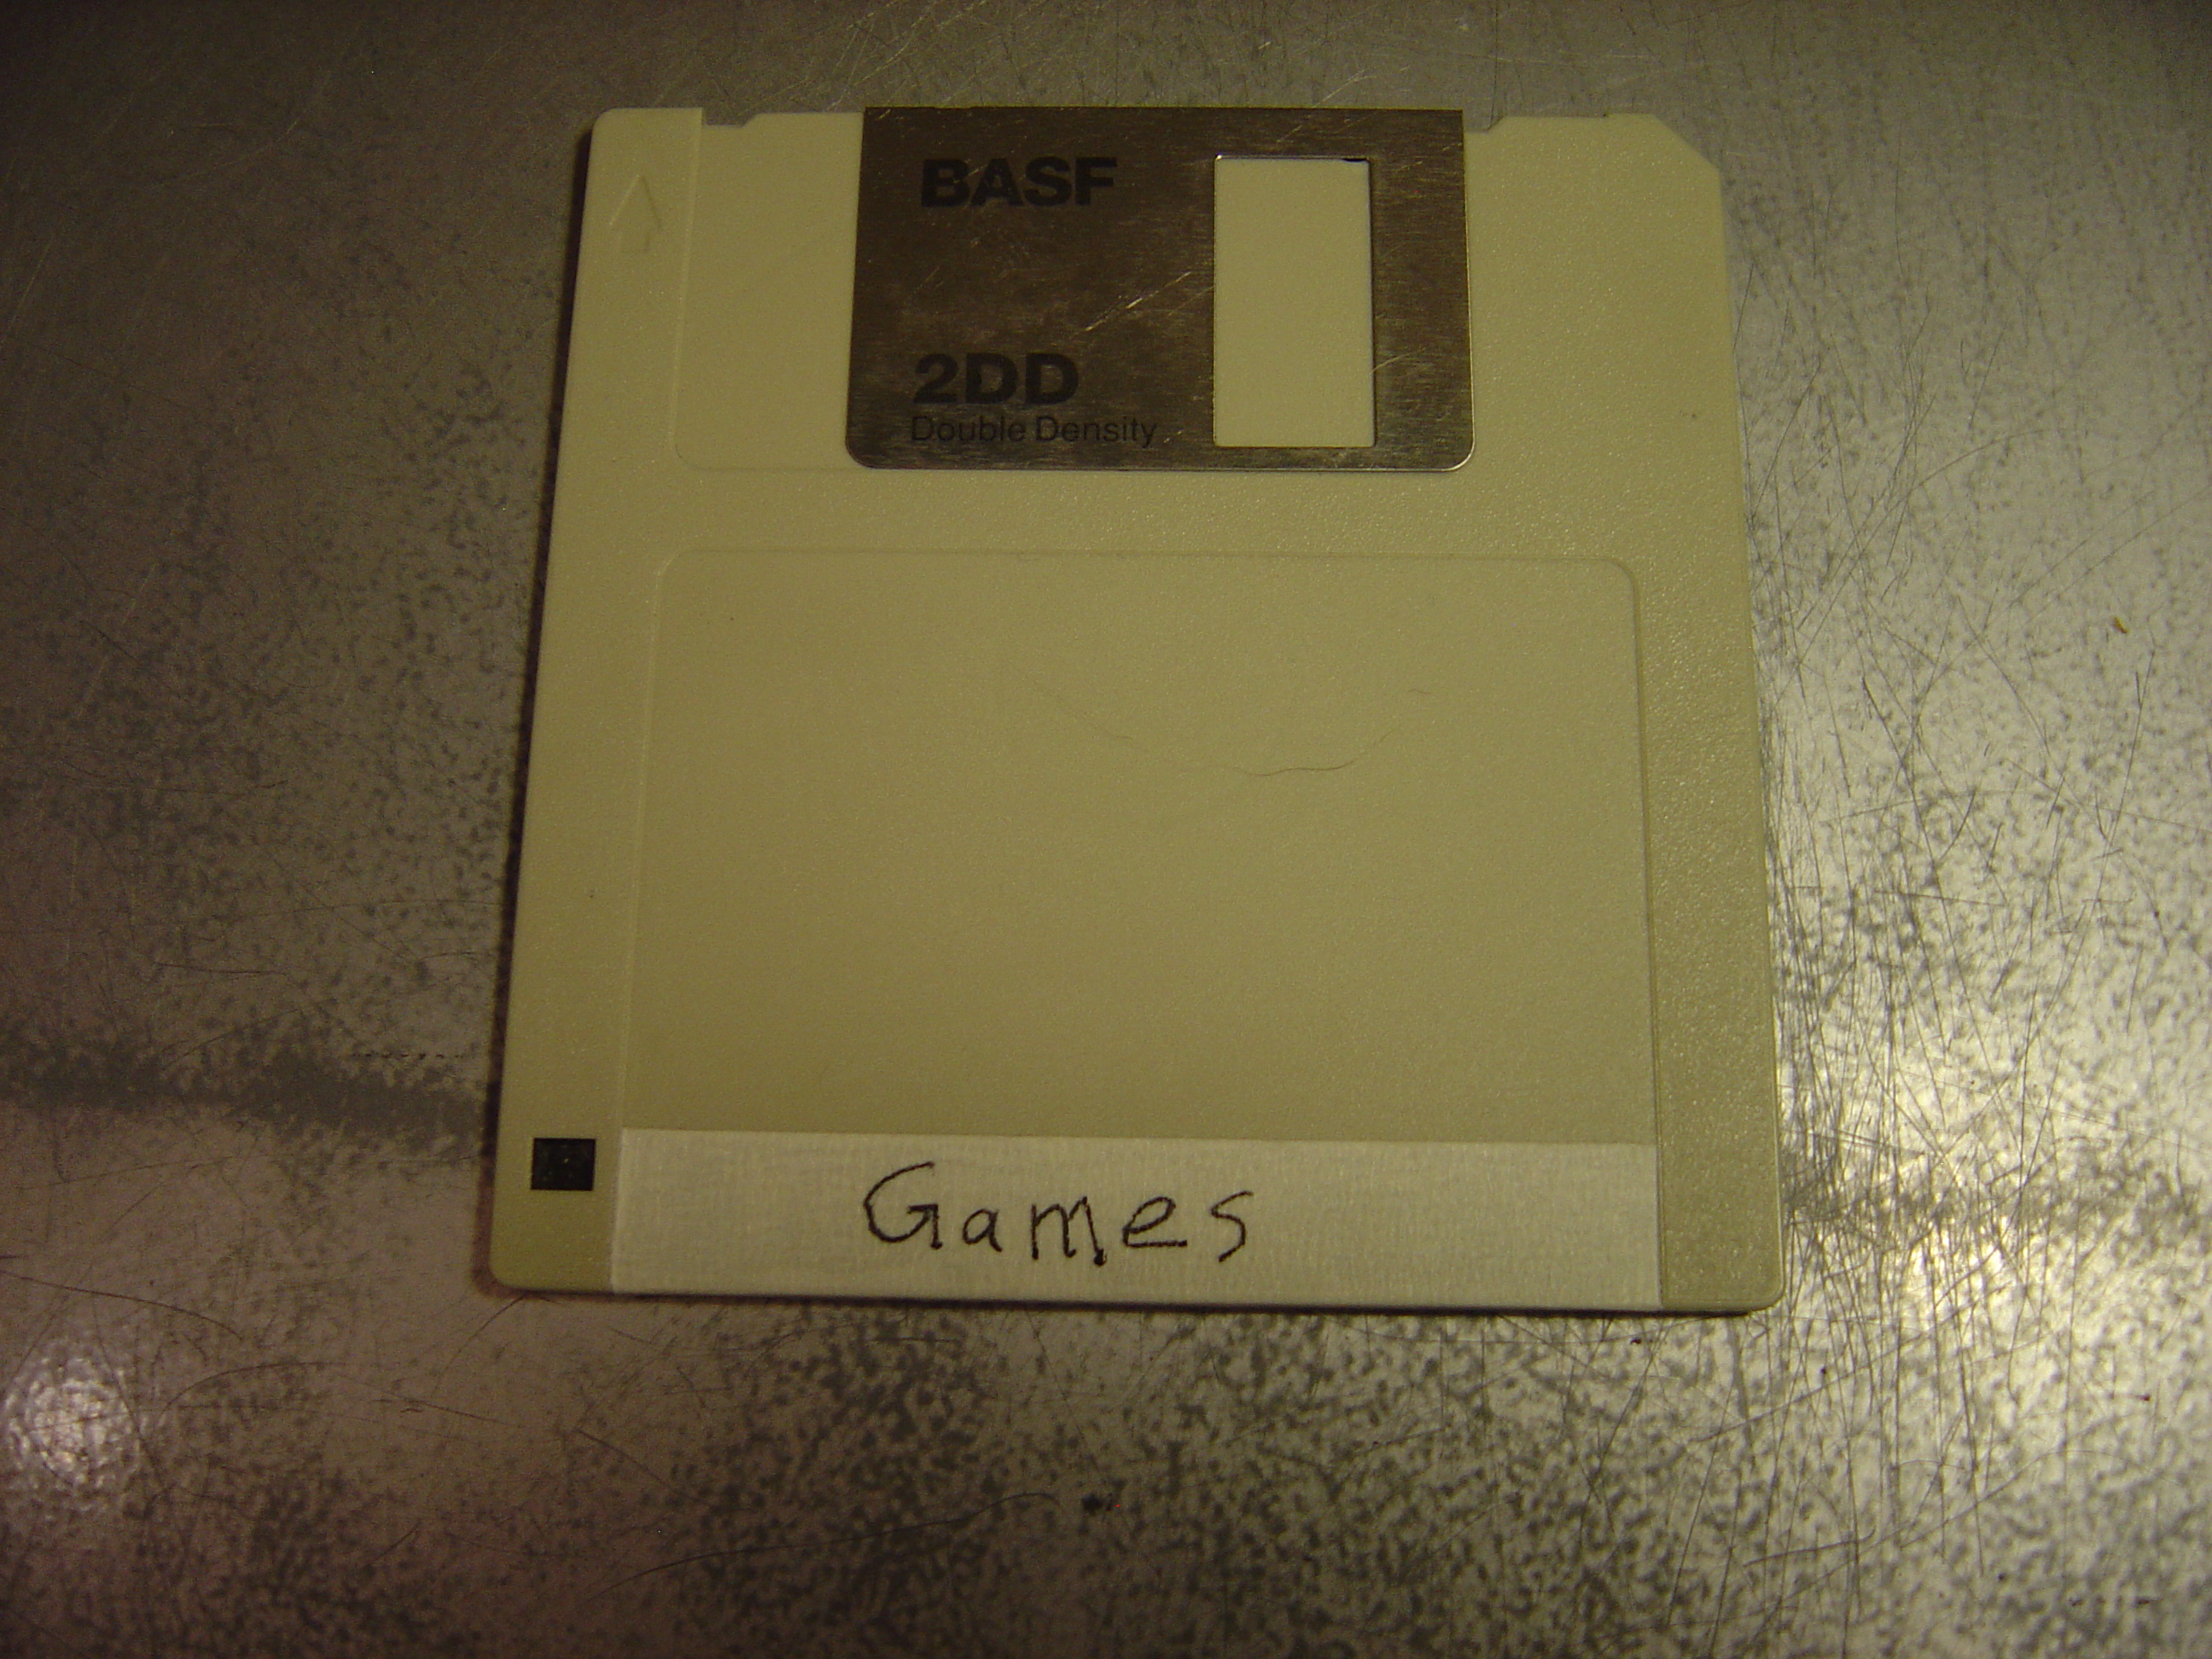 BASF
2DD
Double Density
Games